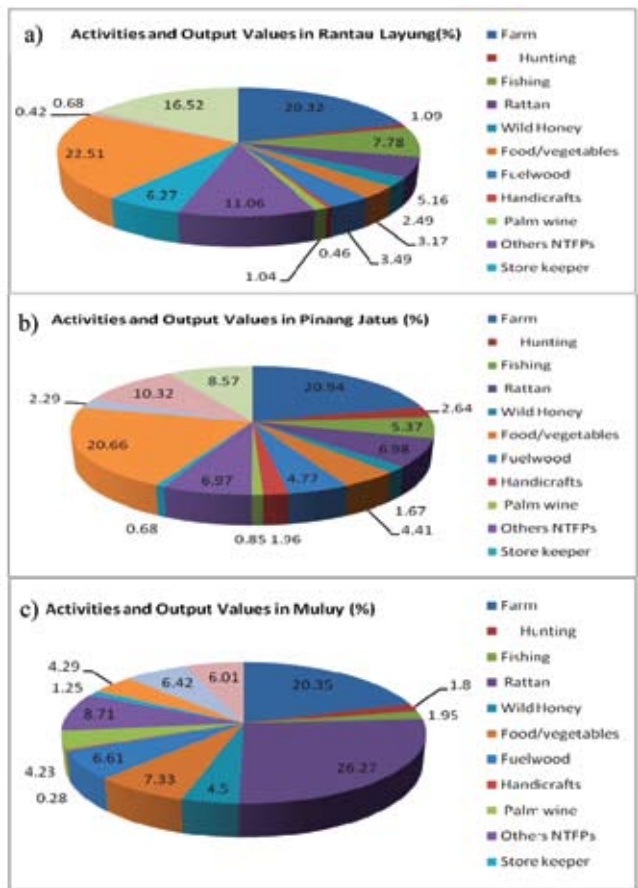 a) Activities and Output Values in Rantau Layung(%)
Farm
Hunting
Fishing
Rattan
Wild Honey
Food/vegetables
Fuelwood
Handicrafts
Palm wine
Others NTFPs
Store keeper
0.68
0.42
16.52
20.32
1.09
7.78
22.51
6.27
11.06
5.16
2.49
3.17
3.49
0.46
1.04
b) Activities and Output Values in Pinang Jatus (%)
Farm
Hunting
Fishing
Rattan
Wild Honey
Food/vegetables
Fuelwood
Handicrafts
Palm wine
Others NTFPs
Store keeper
2.29
10.32
8.57
20.94
2.64
5.37
20.66
6.98
6.97
4.77
1.67
4.41
0.68
0.85
1.96
c) Activities and Output Values in Muluy (%)
Farm
Hunting
Fishing
Rattan
Wild Honey
Food/vegetables
Fuelwood
Handicrafts
Palm wine
Others NTFPs
Store keeper
4.29
1.25
6.42
6.01
20.35
1.8
1.95
8.71
26.27
4.23
0.28
6.61
7.33
4.5